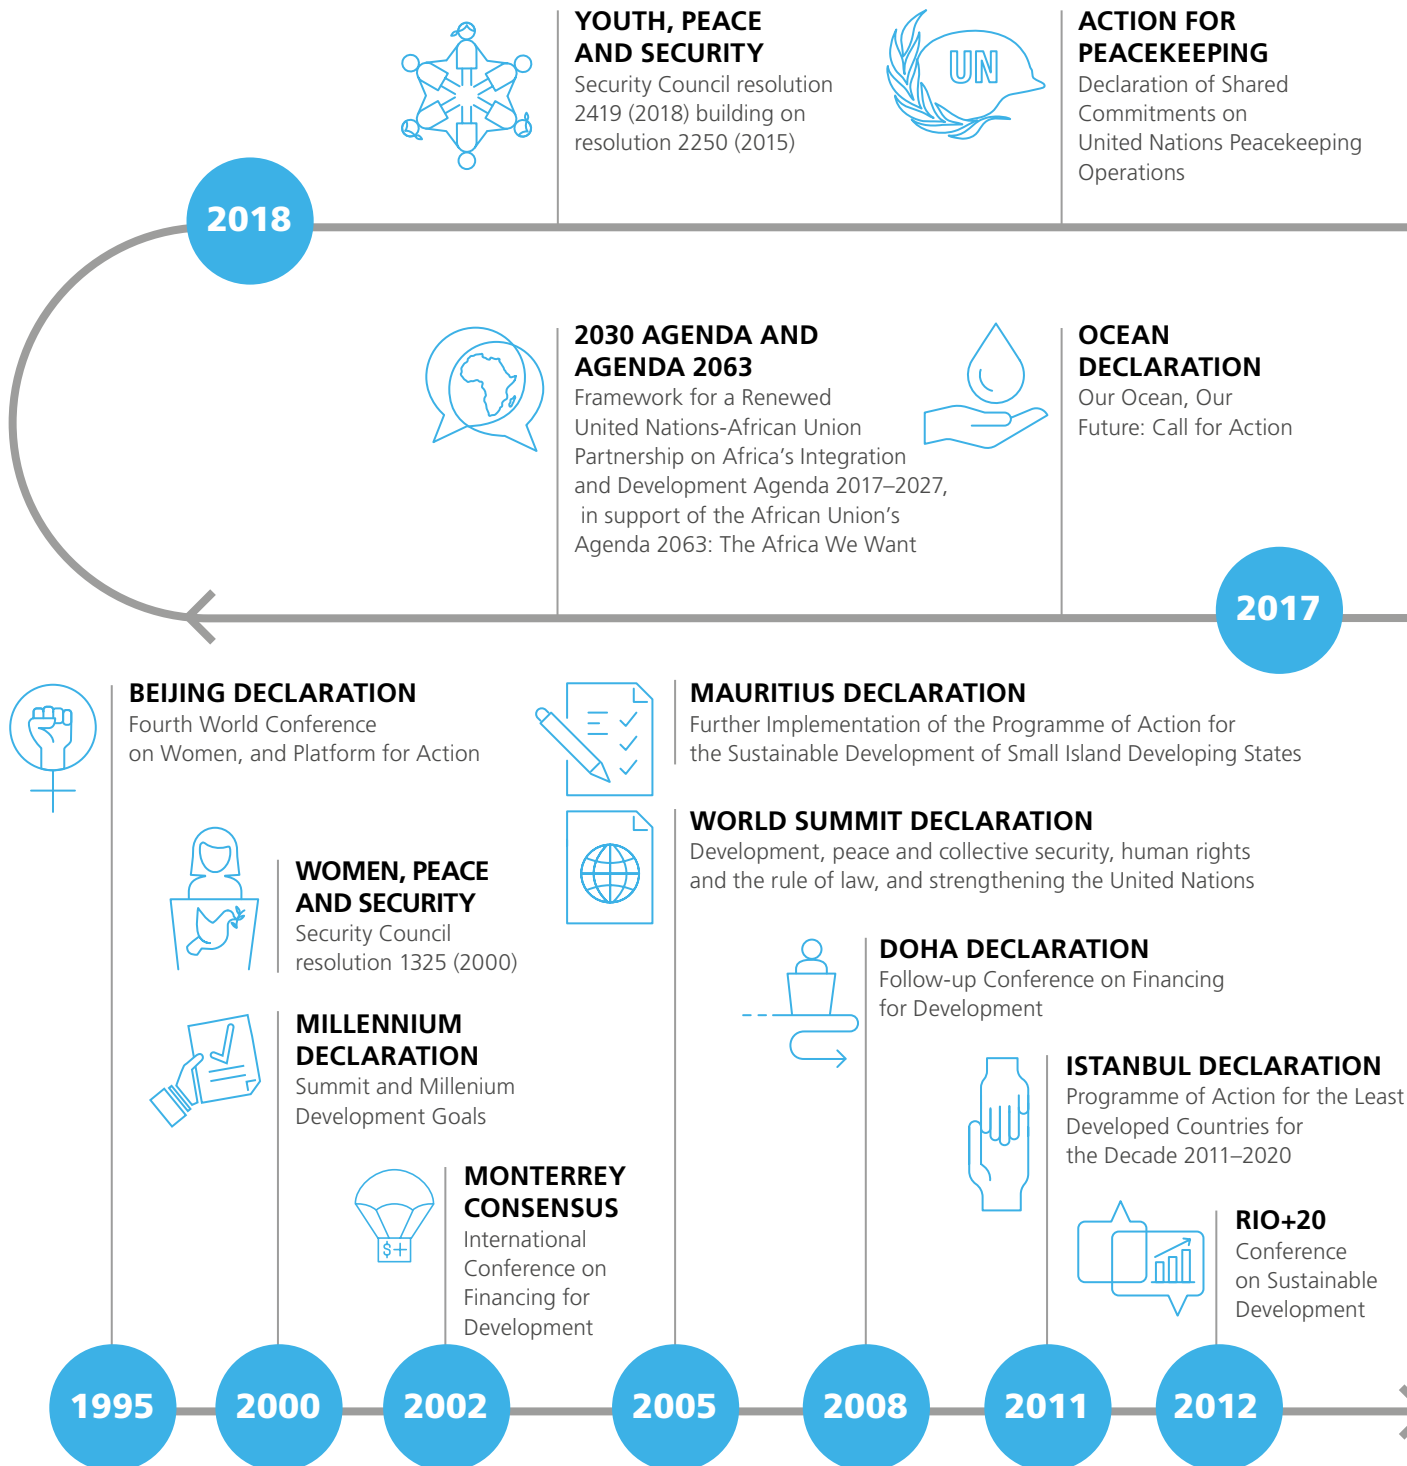 YOUTH, PEACE
AND SECURITY
Security Council resolution
2419 (2018) building on
resolution 2250 (2015)
UN
ACTION FOR
PEACEKEEPING
Declaration of Shared
Commitments on
United Nations Peacekeeping
Operations
2018
2030 AGENDA AND
AGENDA 2063
Framework for a Renewed
United Nations-African Union
Partnership on Africa’s Integration
and Development Agenda 2017–2027,
in support of the African Union’s
Agenda 2063: The Africa We Want
OCEAN
DECLARATION
Our Ocean, Our
Future: Call for Action
2017
BEIJING DECLARATION
Fourth World Conference
on Women, and Platform for Action
MAURITIUS DECLARATION
Further Implementation of the Programme of Action for
the Sustainable Development of Small Island Developing States
WORLD SUMMIT DECLARATION
Development, peace and collective security, human rights
and the rule of law, and strengthening the United Nations
WOMEN, PEACE
AND SECURITY
Security Council
resolution 1325 (2000)
DOHA DECLARATION
Follow-up Conference on Financing
for Development
MILLENNIUM
DECLARATION
Summit and Millenium
Development Goals
ISTANBUL DECLARATION
Programme of Action for the Least
Developed Countries for
the Decade 2011–2020
MONTERREY
CONSENSUS
International
Conference on
Financing for
Development
$+
RIO+20
Conference
on Sustainable
Development
1995
2000
2002
2005
2008
2011
2012